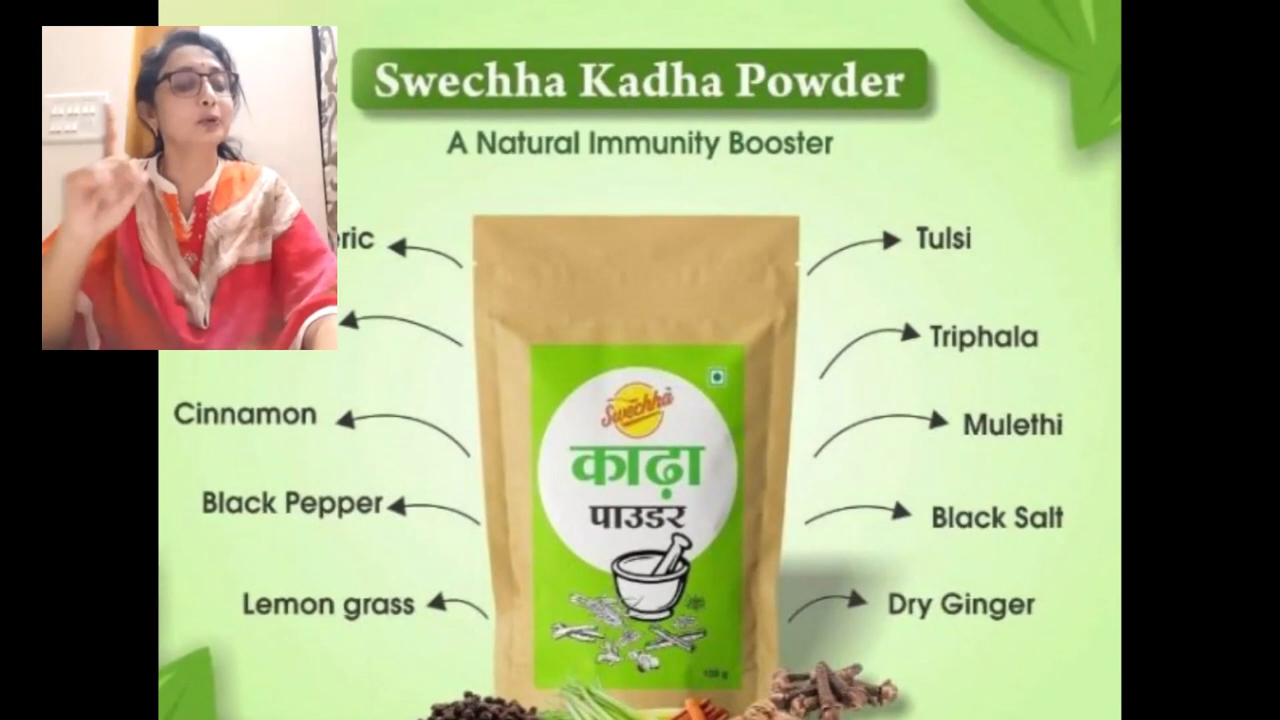 Swechha Kadha Powder
A Natural Immunity Booster
ric
Tulsi
Triphala
Cinnamon
Mulethi
Black Pepper
Black Salt
Lemon grass
Dry Ginger
Swechha
काढ़ा
पाउडर